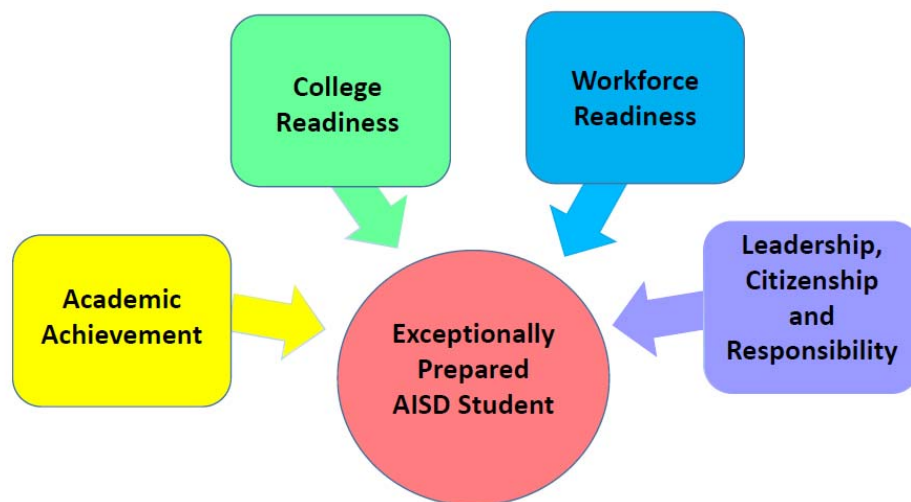 College
Readiness
Workforce
Readiness
Academic
Achievement
Leadership,
Citizenship
and
Responsibility
Exceptionally
Prepared
AISD Student